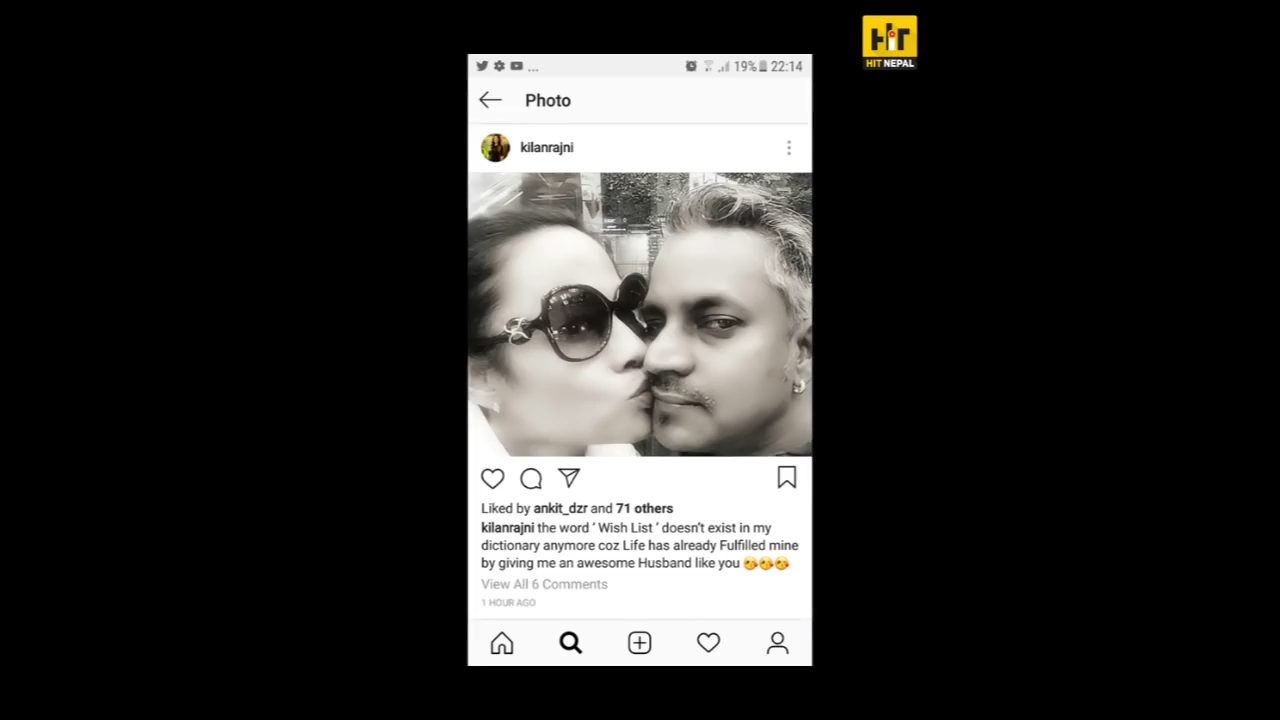 HiT
HIT NEPAL
... 19% 22:14
Photo
kilanrajni
Liked by ankit_dzr and 71 others
kilanrajni the word ‘ Wish List ’ doesn’t exist in my
dictionary anymore coz Life has already Fulfilled mine
by giving me an awesome Husband like you 😘😘😘
View All 6 Comments
1 HOUR AGO